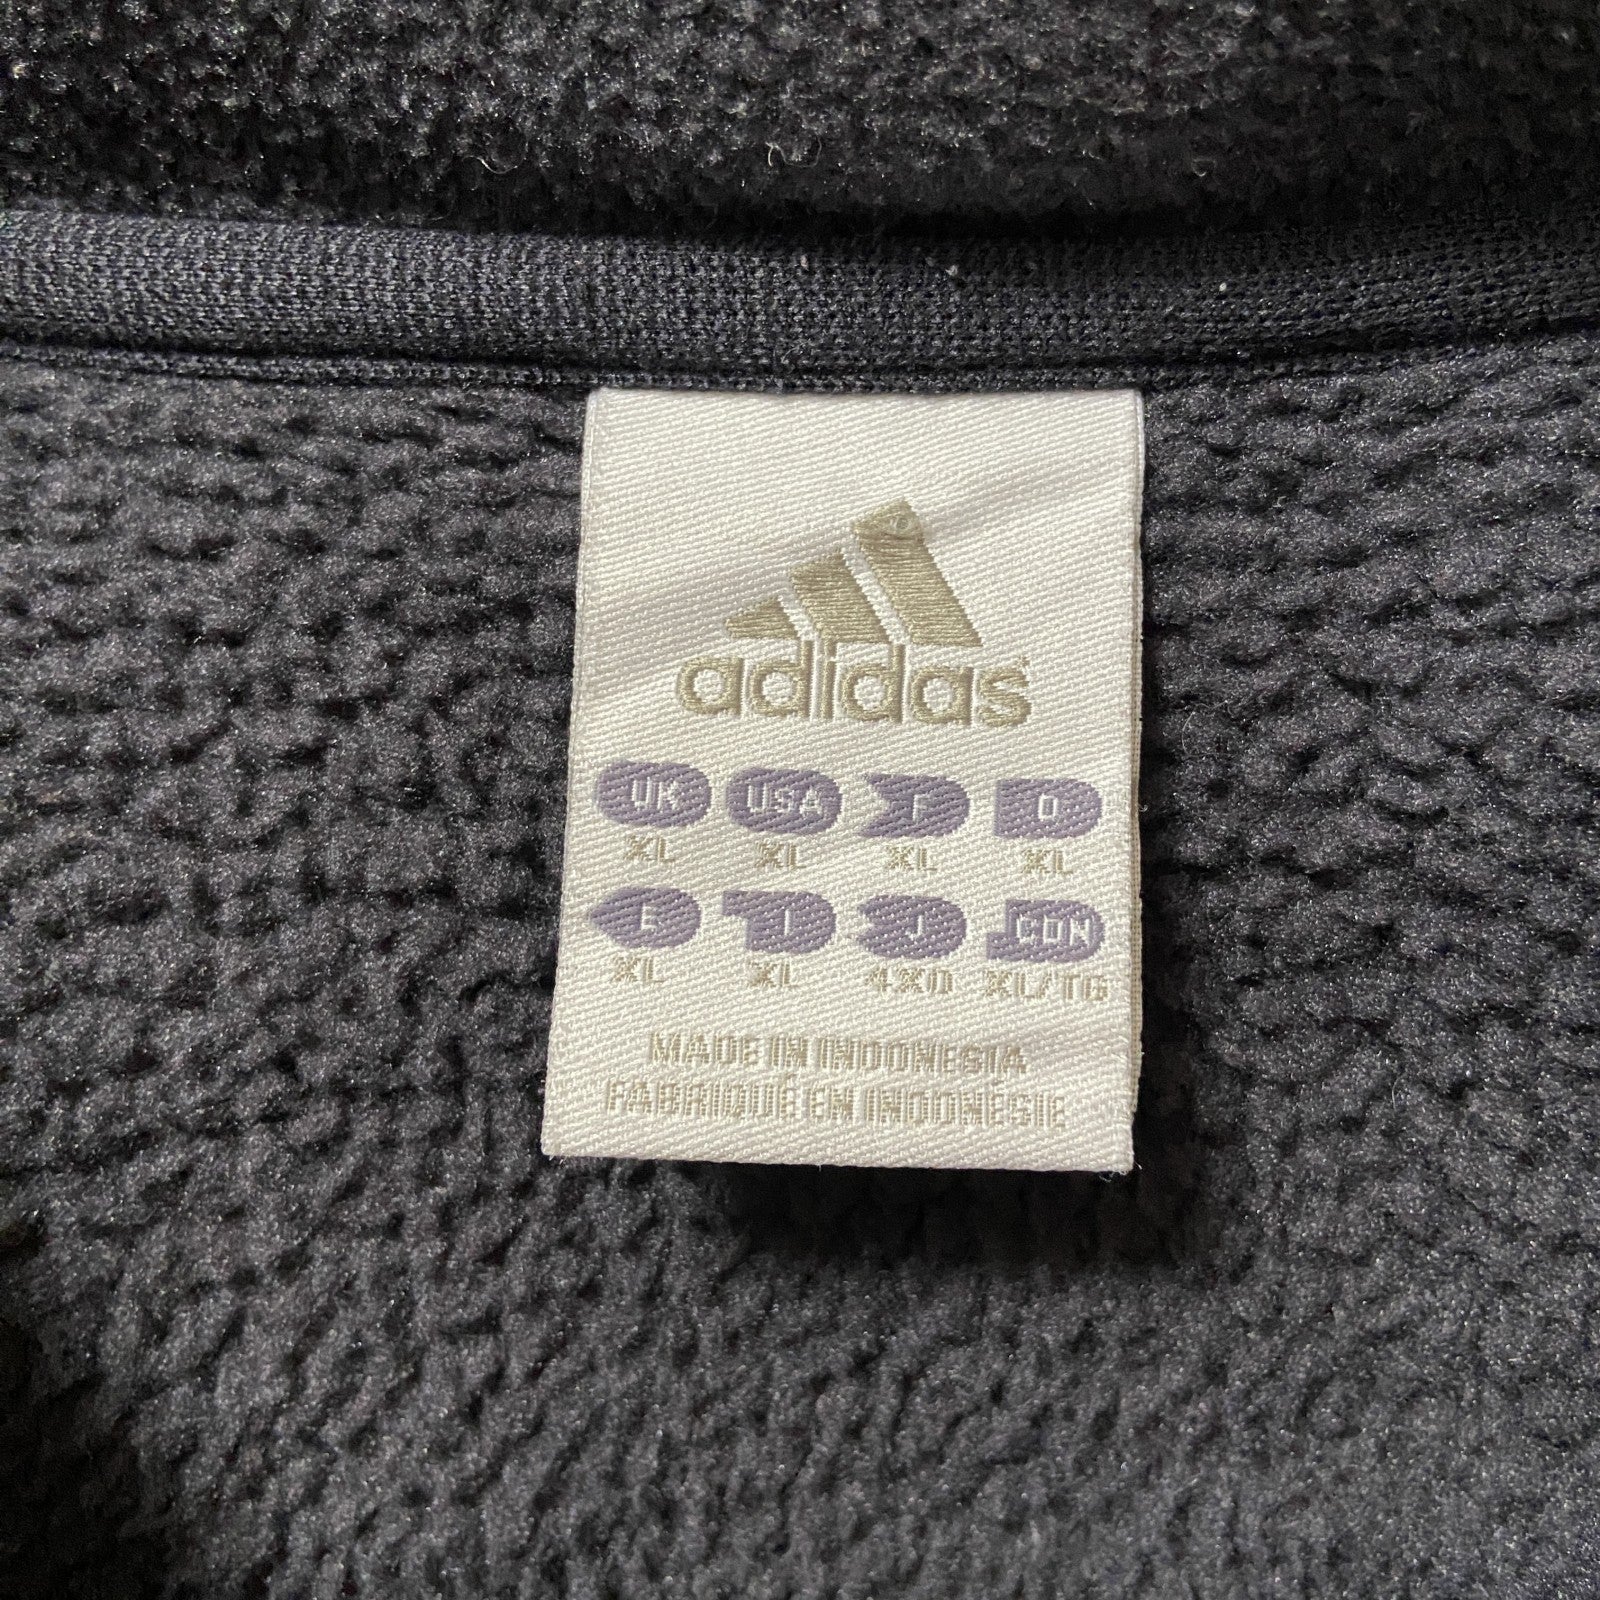 adidas
UK USA F D
XL XL XL XL
E I J CDN
XL XL 4XO XL/TG
MADE IN INDONESIA
FABRIQUÉ EN INDONÉSIE